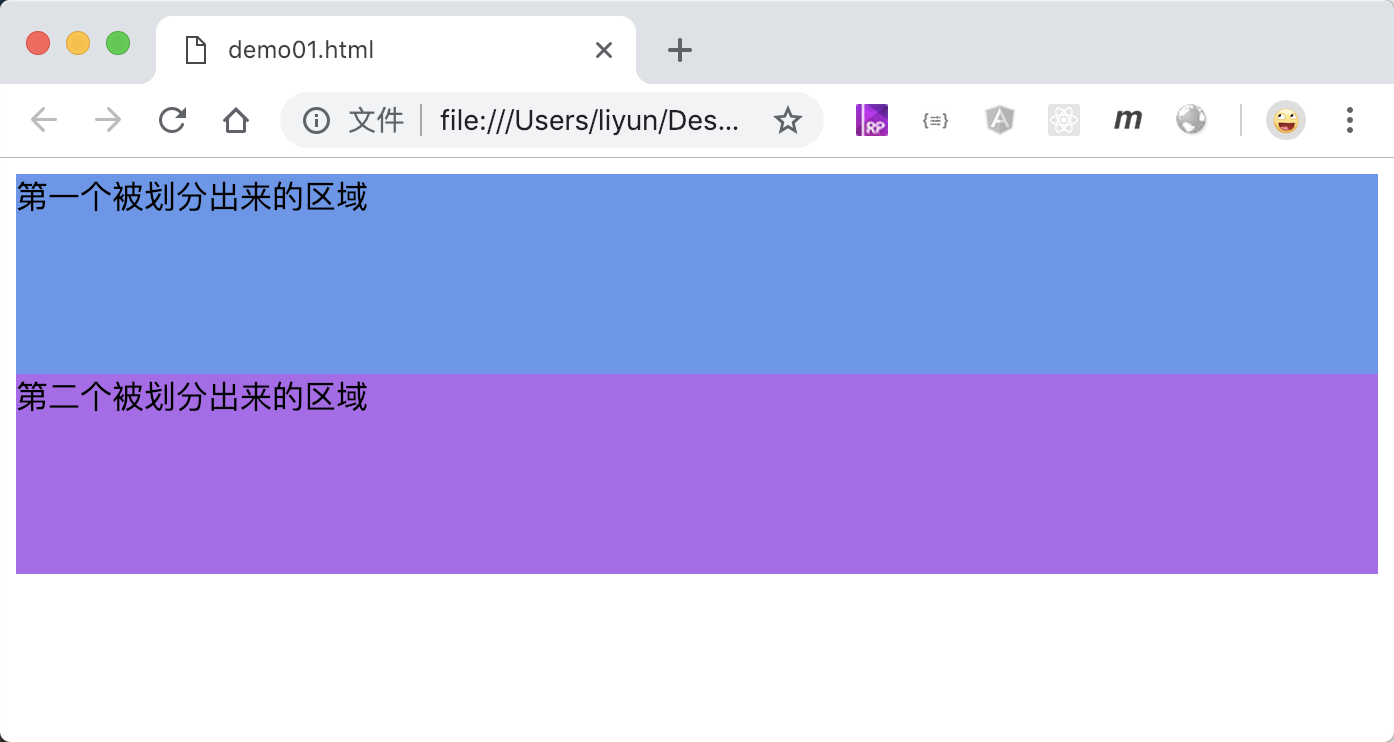 demo01.html
文件 file:///Users/liyun/Des...
RP {≡} A m
第一个被划分出来的区域
第二个被划分出来的区域